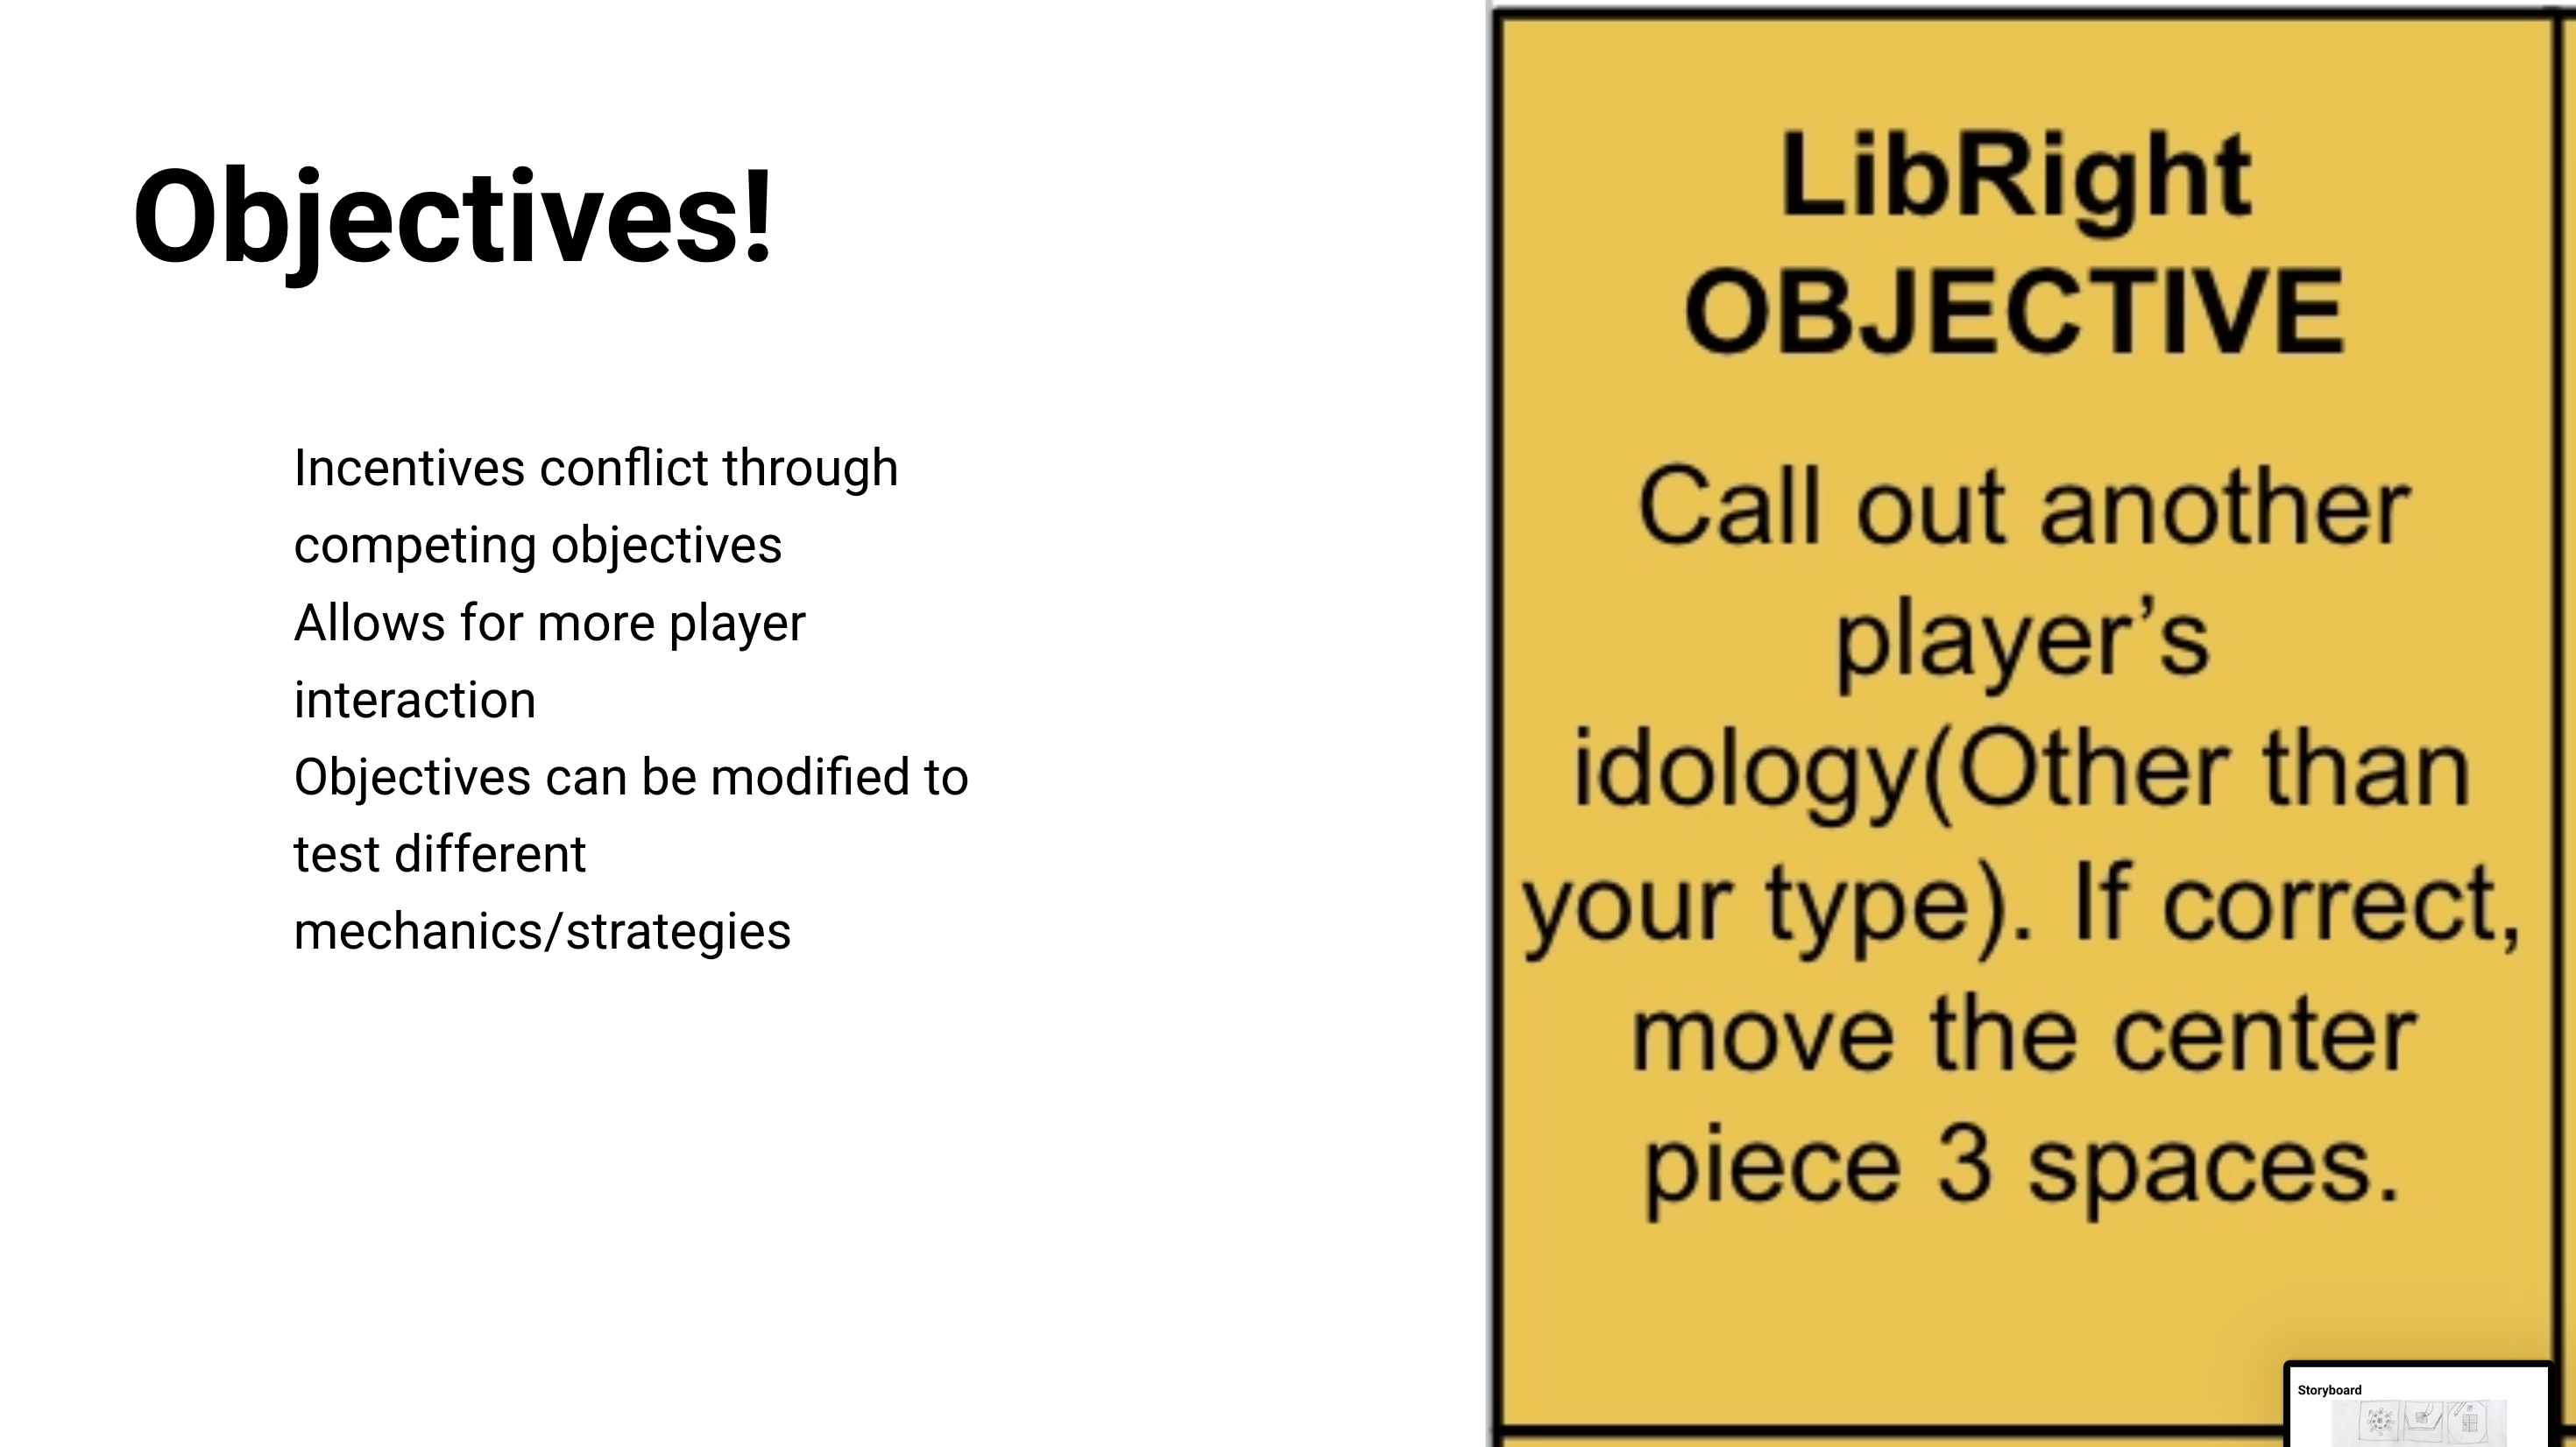 Objectives!
Incentives conflict through
competing objectives
Allows for more player
interaction
Objectives can be modified to
test different
mechanics/strategies
LibRight
OBJECTIVE
Call out another
player’s
idology(Other than
your type). If correct,
move the center
piece 3 spaces.
Storyboard